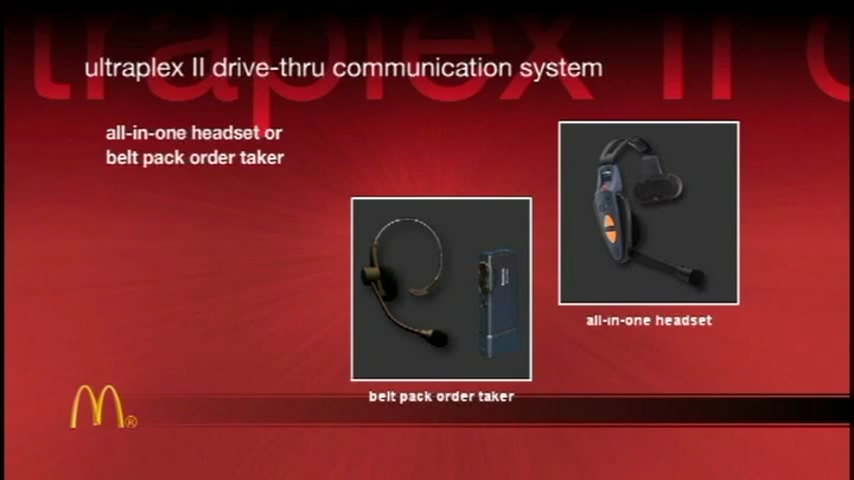 ultraplex II drive-thru communication system
all-in-one headset or
belt pack order taker
all-in-one headset
belt pack order taker